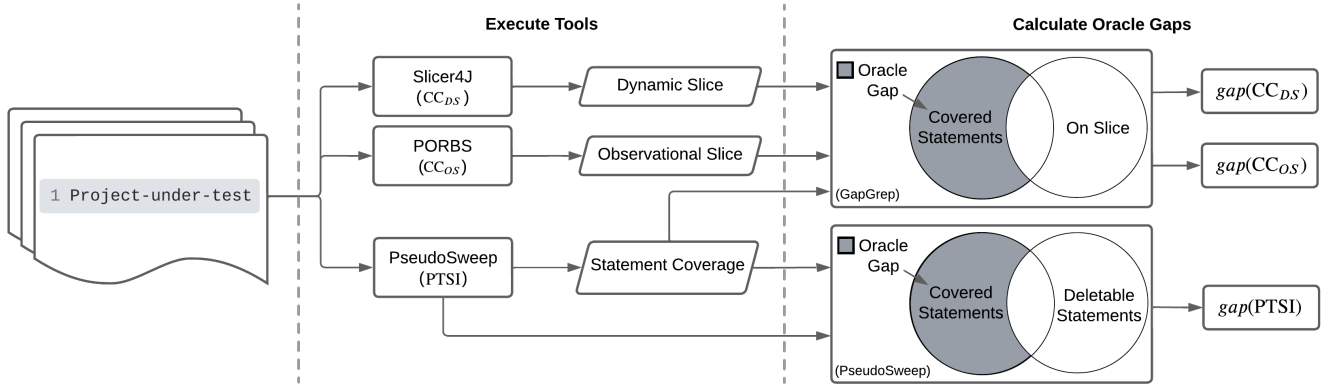 Execute Tools
Calculate Oracle Gaps
1 Project-under-test
Slicer4J
(CC_DS)
Dynamic Slice
PORBS
(CC_OS)
Observational Slice
PseudoSweep
(PTSI)
Statement Coverage
Oracle
Gap
Covered
Statements
On Slice
(GapGrep)
gap(CC_DS)
gap(CC_OS)
Oracle
Gap
Covered
Statements
Deletable
Statements
(PseudoSweep)
gap(PTSI)